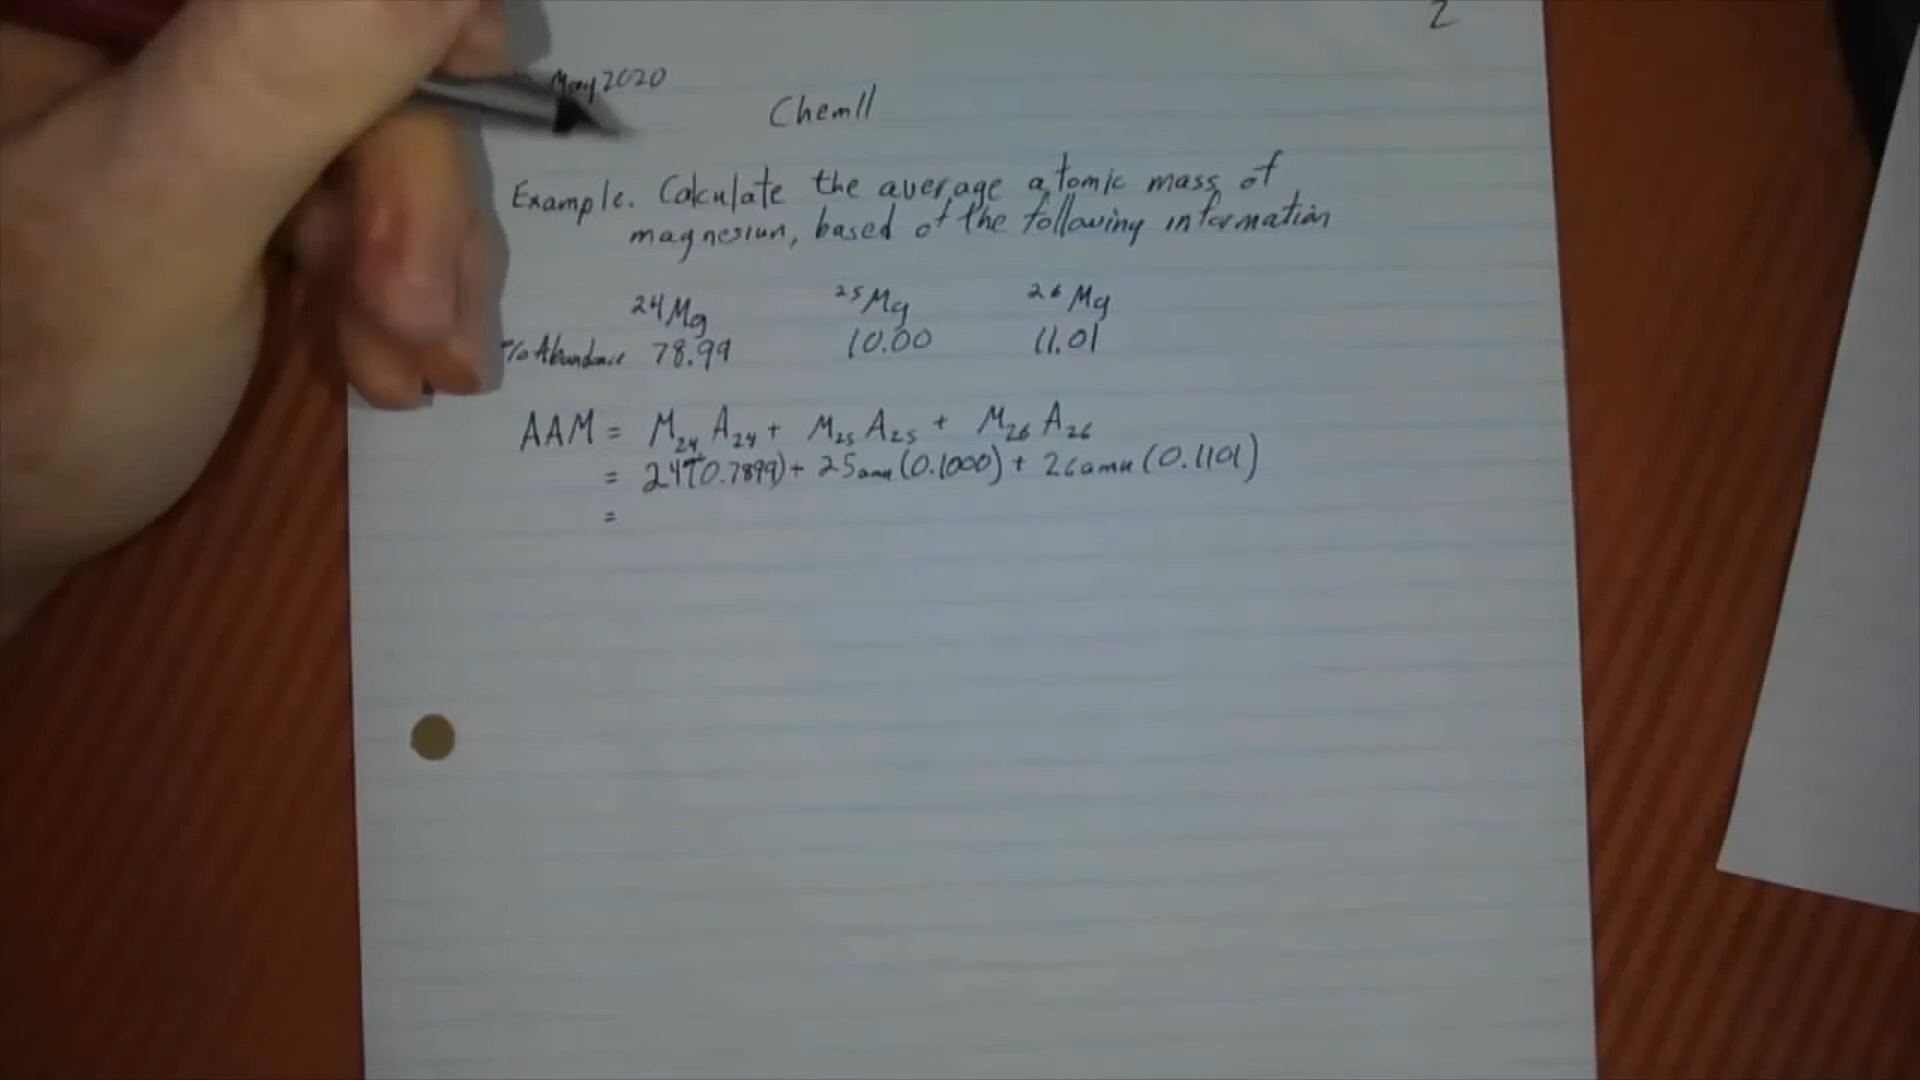 2
May 2020
Chem11
Example. Calculate the average atomic mass of
magnesium, based of the following information
24Mg 25Mg 26Mg
% Abundance 78.99 10.00 11.01
AAM = M24 A24 + M25 A25 + M26 A26
= 24(0.7899) + 25amu (0.1000) + 26amu (0.1101)
=